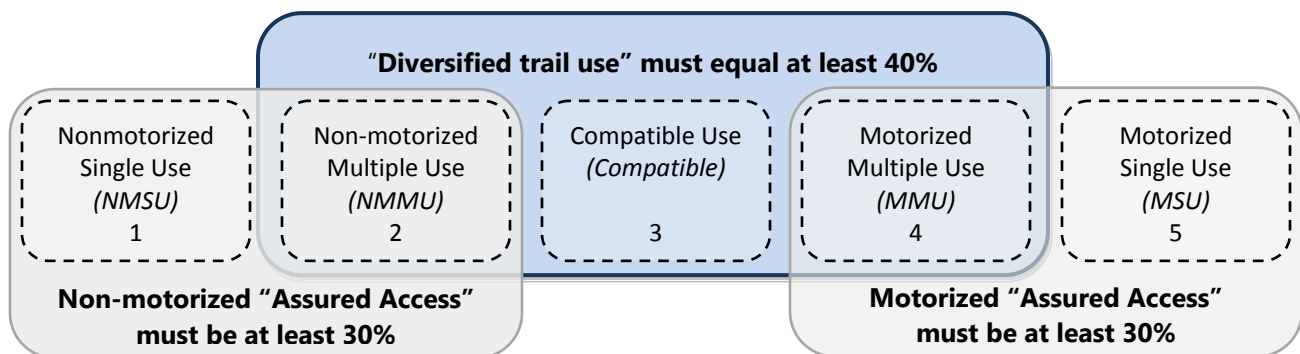 “Diversified trail use” must equal at least 40%
Nonmotorized
Single Use
(NMSU)
1
Non-motorized
Multiple Use
(NMMU)
2
Compatible Use
(Compatible)
3
Motorized
Multiple Use
(MMU)
4
Motorized
Single Use
(MSU)
5
Non-motorized “Assured Access”
must be at least 30%
Motorized “Assured Access”
must be at least 30%